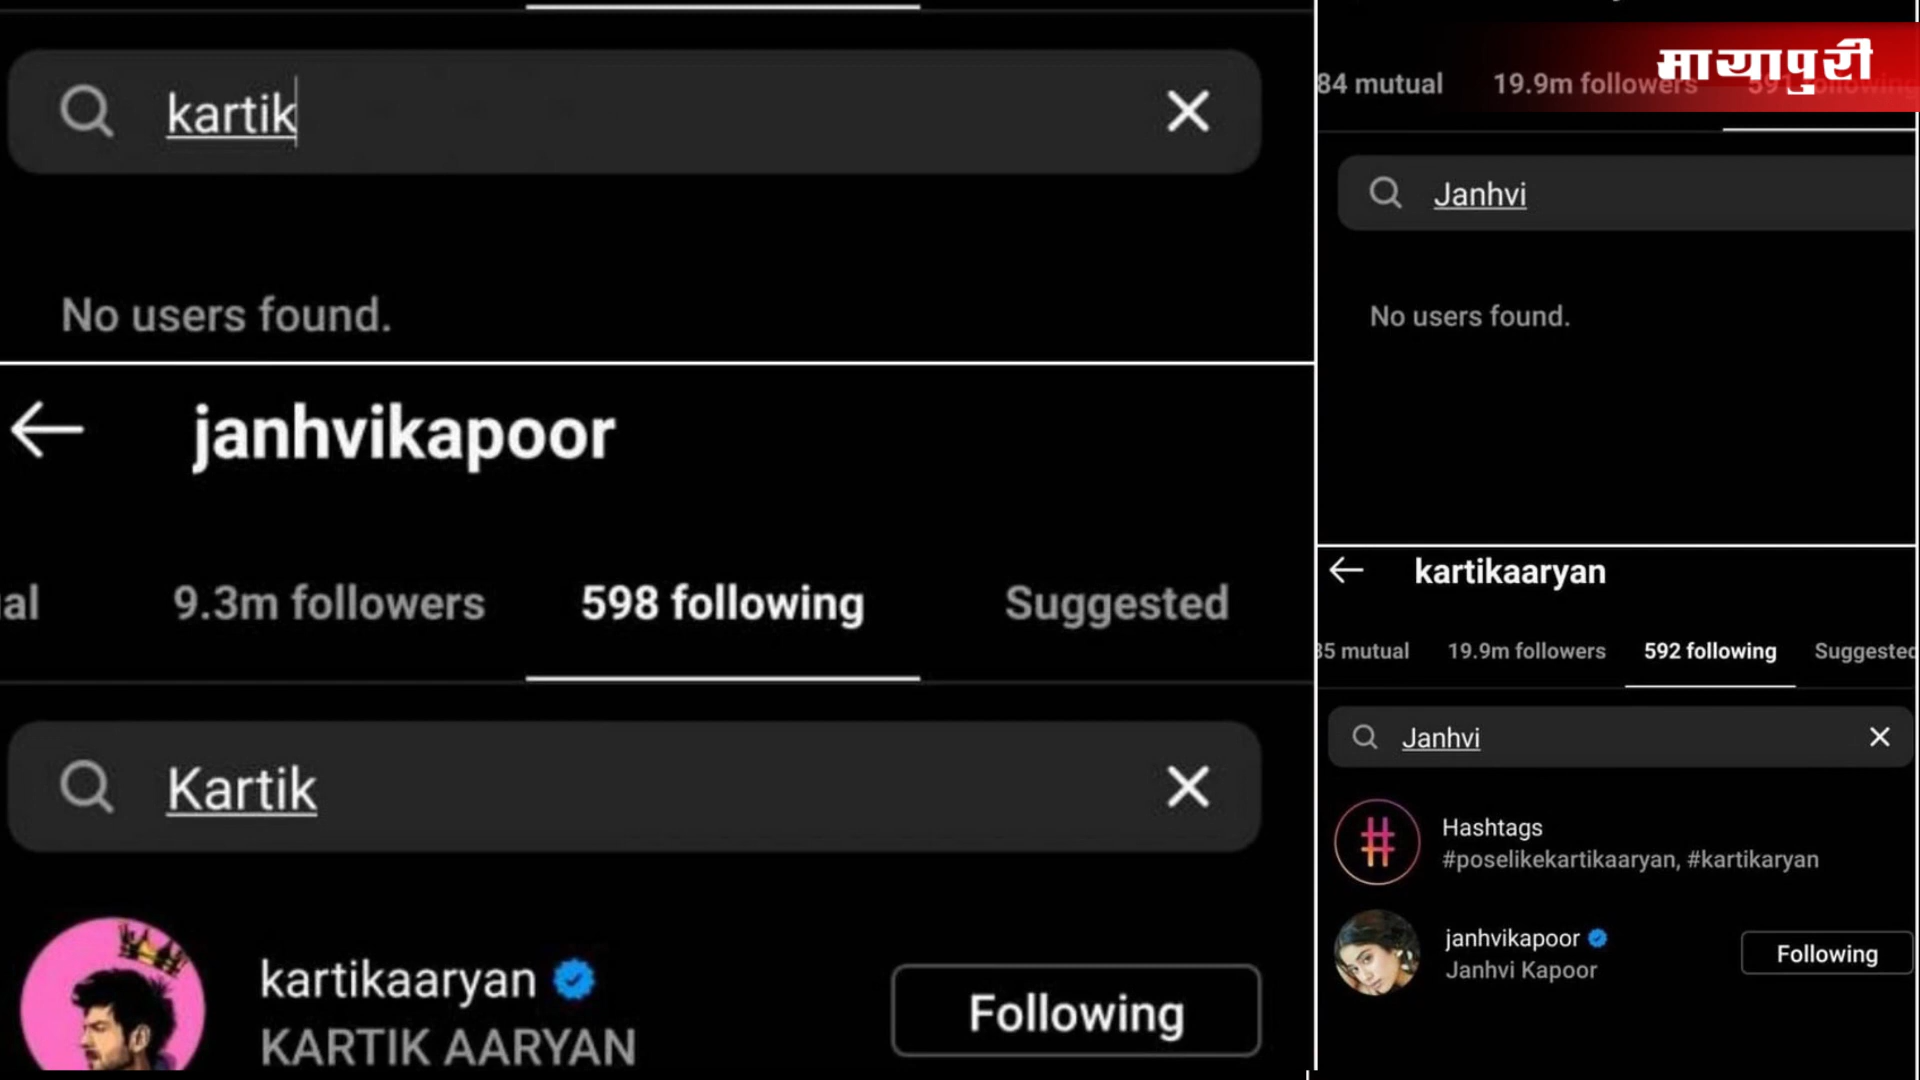 kartik
No users found.
janhvikapoor
al
9.3m followers
598 following
Suggested
Kartik
kartikaaryan
KARTIK AARYAN
Following
मायापुरी
84 mutual
19.9m followers
591 following
Janhvi
No users found.
kartikaaryan
35 mutual
19.9m followers
592 following
Suggested
Janhvi
Hashtags
#poselikekartikaaryan, #kartikaryan
janhvikapoor
Janhvi Kapoor
Following